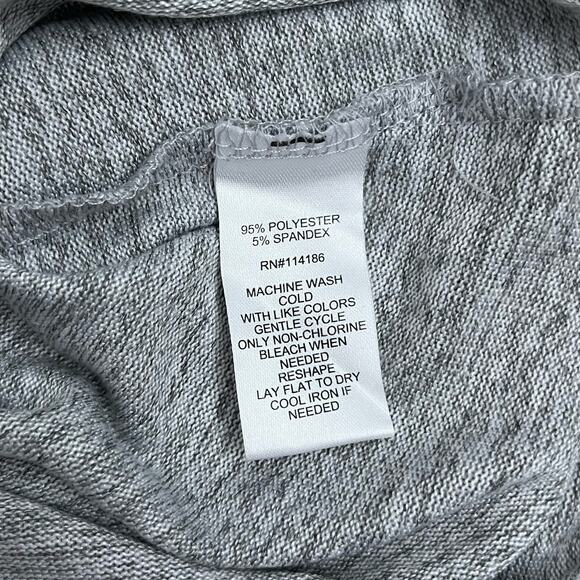 95% POLYESTER
5% SPANDEX
RN#114186
MACHINE WASH
COLD
WITH LIKE COLORS
GENTLE CYCLE
ONLY NON-CHLORINE
BLEACH WHEN
NEEDED
RESHAPE
LAY FLAT TO DRY
COOL IRON IF
NEEDED